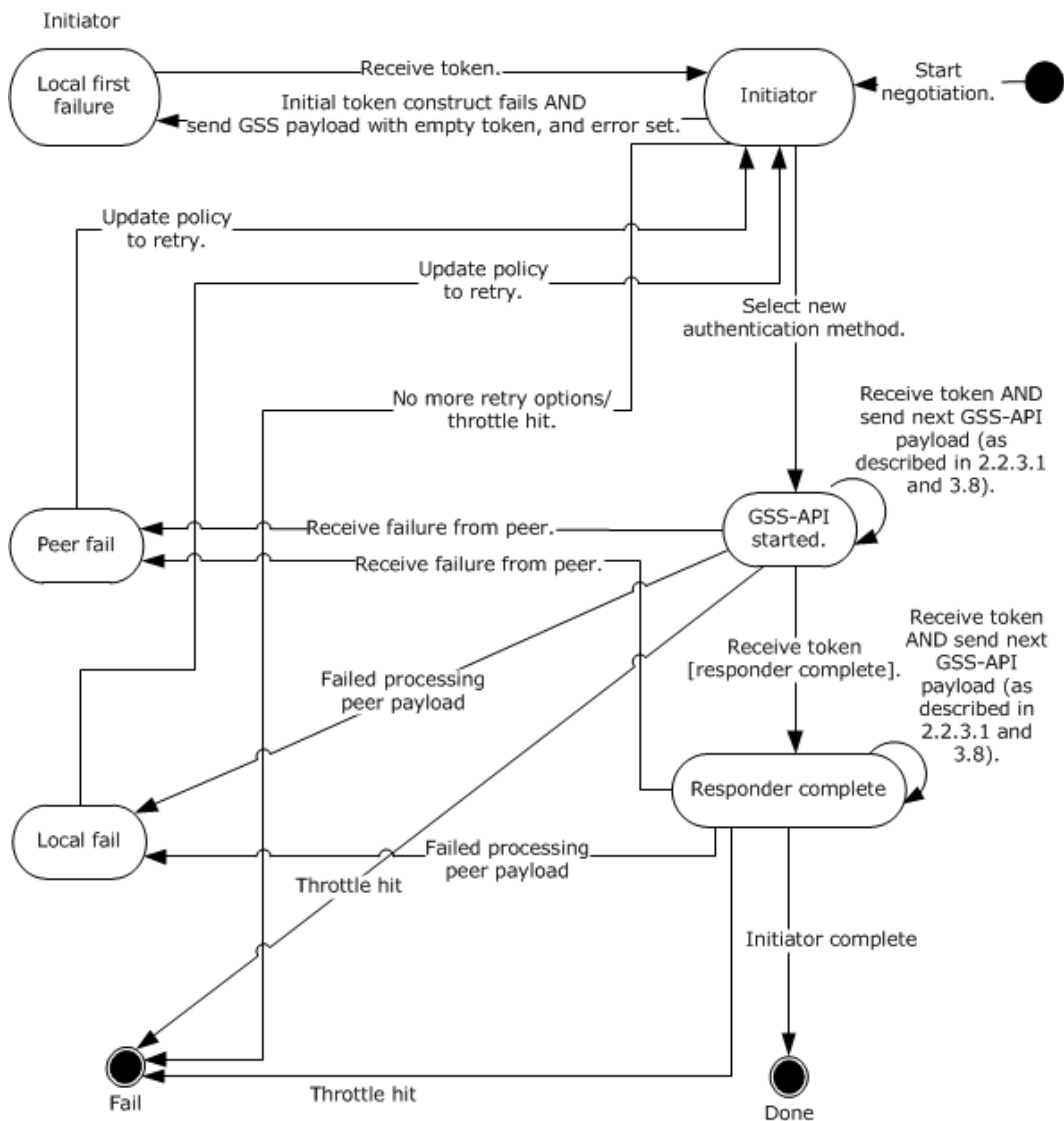 Initiator
Local first
failure
Receive token.
Initiator
Start
negotiation.
Initial token construct fails AND
send GSS payload with empty token, and error set.
Update policy
to retry.
Update policy
to retry.
Select new
authentication method.
No more retry options/
throttle hit.
Receive token AND
send next GSS-API
payload (as
described in 2.2.3.1
and 3.8).
Peer fail
Receive failure from peer.
GSS-API
started.
Receive failure from peer.
Receive token
[responder complete].
Receive token
AND send next
GSS-API
payload (as
described in
2.2.3.1 and
3.8).
Failed processing
peer payload
Responder complete
Local fail
Failed processing
peer payload
Throttle hit
Initiator complete
Fail
Throttle hit
Done